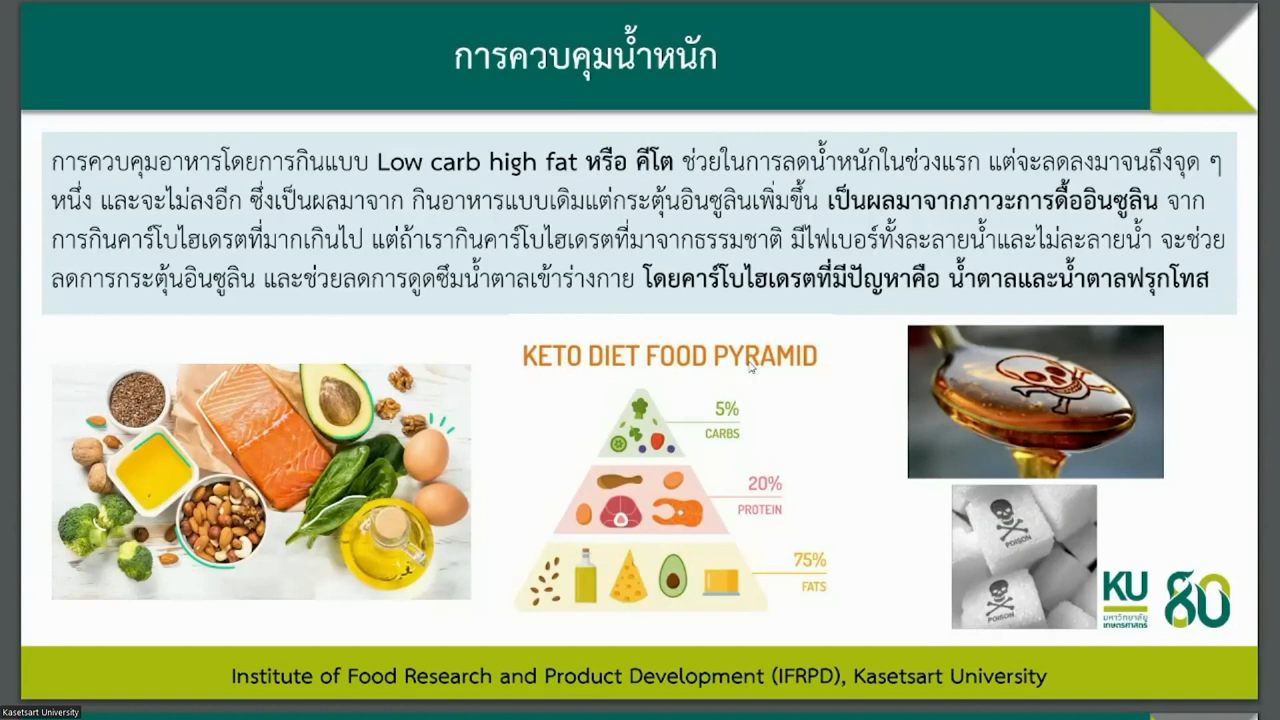 การควบคุมน้ำหนัก
การควบคุมอาหารโดยการกินแบบ Low carb high fat หรือ คีโต ช่วยในการลดน้ำหนักในช่วงแรก แต่จะลดลงมาจนถึงจุด ๆ
หนึ่ง และจะไม่ลงอีก ซึ่งเป็นผลมาจาก กินอาหารแบบเดิมแต่กระตุ้นอินซูลินเพิ่มขึ้น เป็นผลมาจากภาวะการดื้ออินซูลิน จาก
การกินคาร์โบไฮเดรตที่มากเกินไป แต่ถ้าเรากินคาร์โบไฮเดรตที่มาจากธรรมชาติ มีไฟเบอร์ทั้งละลายน้ำและไม่ละลายน้ำ จะช่วย
ลดการกระตุ้นอินซูลิน และช่วยลดการดูดซึมน้ำตาลเข้าร่างกาย โดยคาร์โบไฮเดรตที่มีปัญหาคือ น้ำตาลและน้ำตาลฟรุกโทส
KETO DIET FOOD PYRAMID
5%
CARBS
20%
PROTEIN
75%
FATS
POISON
POISON
KU
มหาวิทยาลัย
เกษตรศาสตร์
80
Institute of Food Research and Product Development (IFRPD), Kasetsart University
Kasetsart University